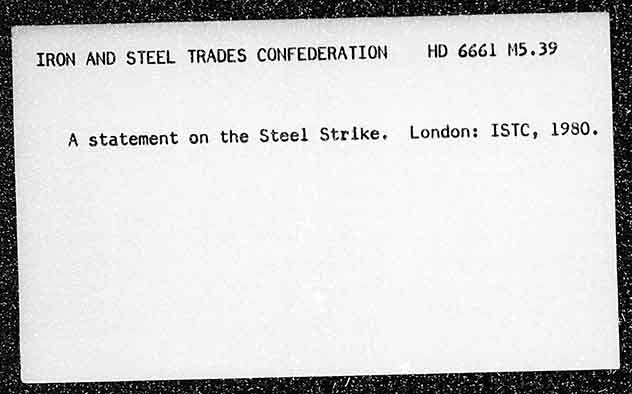 IRON AND STEEL TRADES CONFEDERATION HD 6661 M5.39
A statement on the Steel Strike. London: ISTC, 1980.